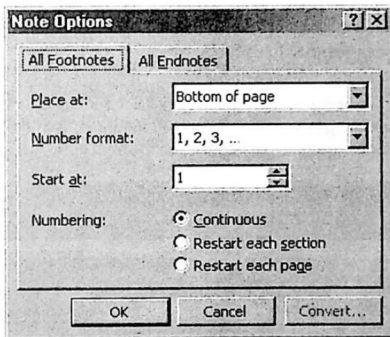 Note Options
All Footnotes All Endnotes
Place at: Bottom of page
Number format: 1, 2, 3, ...
Start at: 1
Numbering: Continuous
Restart each section
Restart each page
OK Cancel Convert...